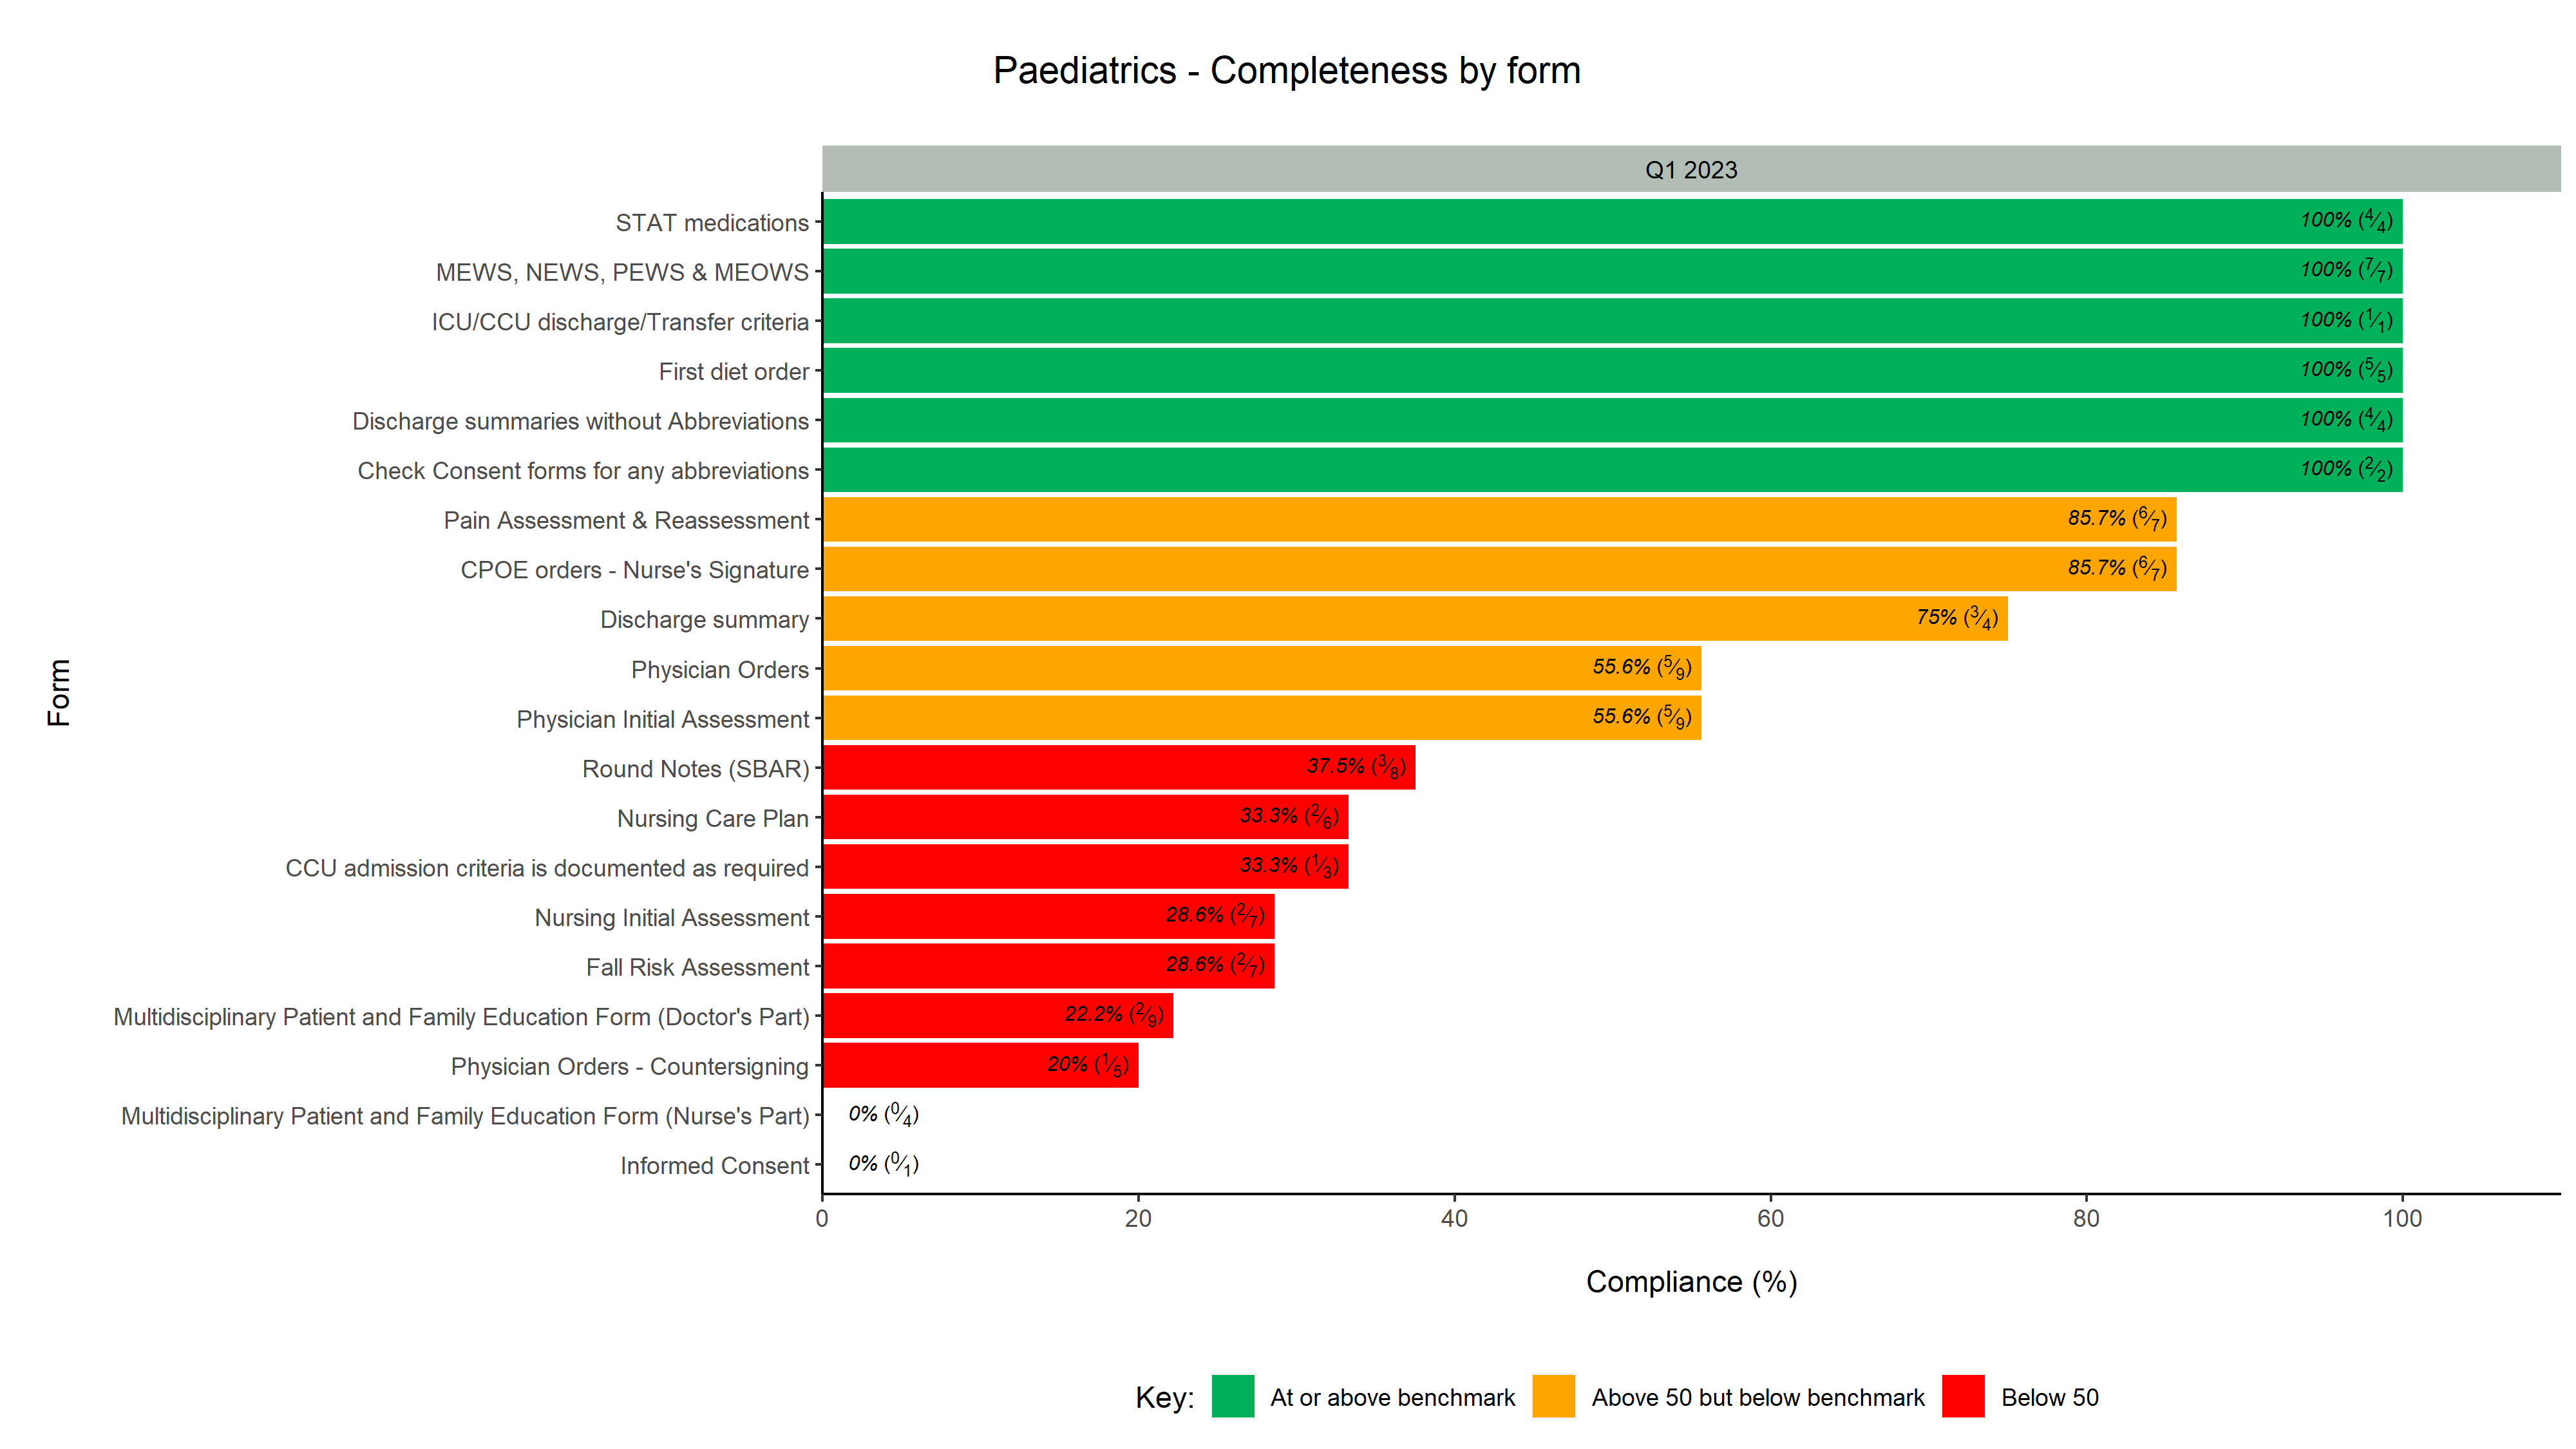 Paediatrics - Completeness by form
Q1 2023
STAT medications 100% (4/4)
MEWS, NEWS, PEWS & MEOWS 100% (7/7)
ICU/CCU discharge/Transfer criteria 100% (1/1)
First diet order 100% (5/5)
Discharge summaries without Abbreviations 100% (4/4)
Check Consent forms for any abbreviations 100% (2/2)
Pain Assessment & Reassessment 85.7% (6/7)
CPOE orders - Nurse's Signature 85.7% (6/7)
Discharge summary 75% (3/4)
Physician Orders 55.6% (5/9)
Physician Initial Assessment 55.6% (5/9)
Round Notes (SBAR) 37.5% (3/8)
Nursing Care Plan 33.3% (2/6)
CCU admission criteria is documented as required 33.3% (1/3)
Nursing Initial Assessment 28.6% (2/7)
Fall Risk Assessment 28.6% (2/7)
Multidisciplinary Patient and Family Education Form (Doctor's Part) 22.2% (2/9)
Physician Orders - Countersigning 20% (1/5)
Multidisciplinary Patient and Family Education Form (Nurse's Part) 0% (0/4)
Informed Consent 0% (0/1)
Form
0 20 40 60 80 100
Compliance (%)
Key: At or above benchmark Above 50 but below benchmark Below 50